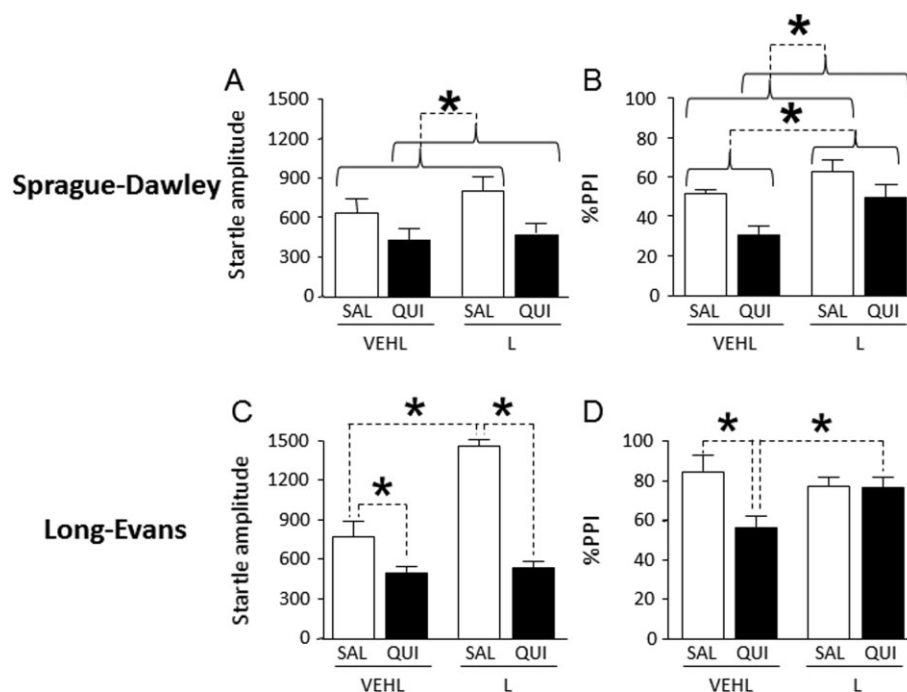 A
B
Sprague-Dawley
Startle amplitude
1500
1200
900
600
300
0
*
SAL QUI SAL QUI
VEHL L
%PPI
100
80
60
40
20
0
*
*
SAL QUI SAL QUI
VEHL L
C
D
Long-Evans
Startle amplitude
1500
1200
900
600
300
0
* *
*
SAL QUI SAL QUI
VEHL L
%PPI
100
80
60
40
20
0
* *
SAL QUI SAL QUI
VEHL L